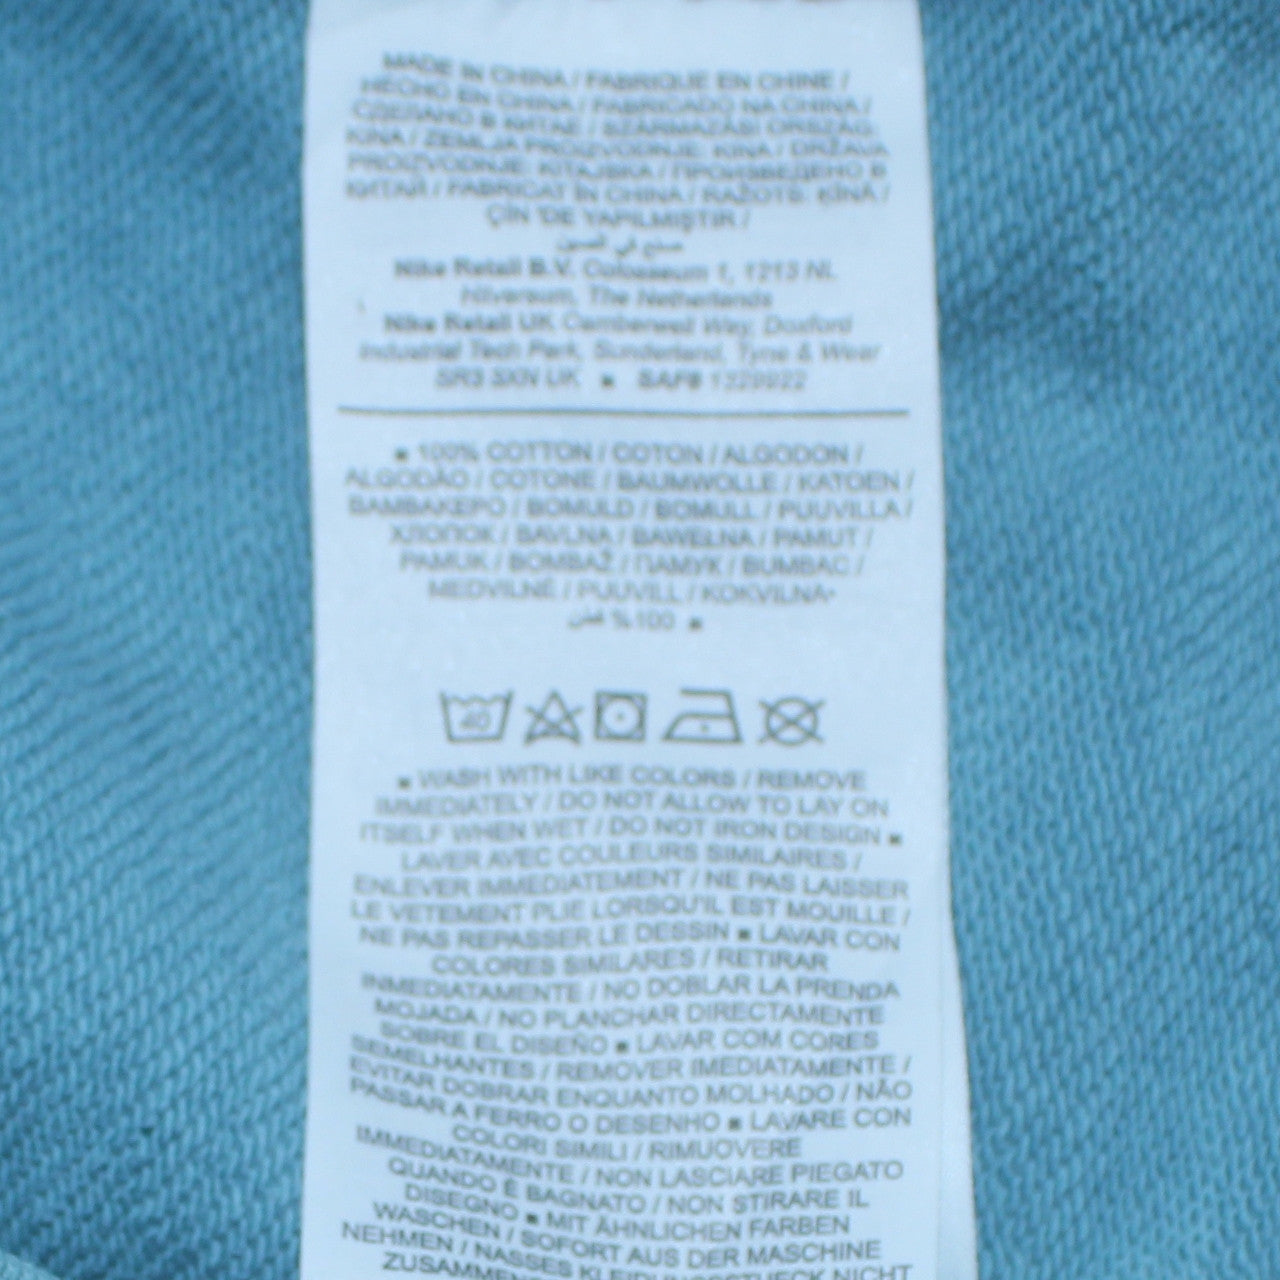 MADE IN CHINA / FABRIQUE EN CHINE /
HECHO EN CHINA / FABRICADO NA CHINA /
СДЕЛАНО В КИТАЕ / SZÁRMAZÁSI ORSZÁG:
KÍNA / ZEMLJA PROIZVODNJE: KINA / DRŽAVA
PROIZVODNJE: KITAJSKA / ПРОИЗВЕДЕНО В
КИТАЙ / FABRICAT ÎN CHINA / RAŽOTS: ĶĪNĀ /
ÇİN'DE YAPILMIŞTIR /
صنع في الصين
Nike Retail B.V. Colosseum 1, 1213 NL
Hilversum, The Netherlands
Nike Retail UK Camberwell Way, Doxford
Industrial Tech Park, Sunderland, Tyne & Wear
SR3 3XN UK ▪ SAF#
▪ 100% COTTON / COTON / ALGODON /
ALGODÃO / COTONE / BAUMWOLLE / KATOEN /
ΒΑΜΒΑΚΕΡΟ / BOMULD / BOMULL / PUUVILLA /
ХЛОПОК / BAVLNA / BAWEŁNA / PAMUT /
PAMUK / BOMBAŽ / ПАМУК / BUMBAC /
MEDVILNĖ / PUUVILL / KOKVILNA
قطن %100 ▪
40
▪ WASH WITH LIKE COLORS / REMOVE
IMMEDIATELY / DO NOT ALLOW TO LAY ON
ITSELF WHEN WET / DO NOT IRON DESIGN ▪
LAVER AVEC COULEURS SIMILAIRES /
ENLEVER IMMEDIATEMENT / NE PAS LAISSER
LE VETEMENT PLIE LORSQU'IL EST MOUILLE /
NE PAS REPASSER LE DESSIN ▪ LAVAR CON
COLORES SIMILARES / RETIRAR
INMEDIATAMENTE / NO DOBLAR LA PRENDA
MOJADA / NO PLANCHAR DIRECTAMENTE
SOBRE EL DISEÑO ▪ LAVAR COM CORES
SEMELHANTES / REMOVER IMEDIATAMENTE /
EVITAR DOBRAR ENQUANTO MOLHADO / NÃO
PASSAR A FERRO O DESENHO ▪ LAVARE CON
COLORI SIMILI / RIMUOVERE
IMMEDIATAMENTE / NON LASCIARE PIEGATO
QUANDO È BAGNATO / NON STIRARE IL
DISEGNO ▪ MIT ÄHNLICHEN FARBEN
WASCHEN / SOFORT AUS DER MASCHINE
NEHMEN / NASSES KLEIDUNGSSTUECK NICHT